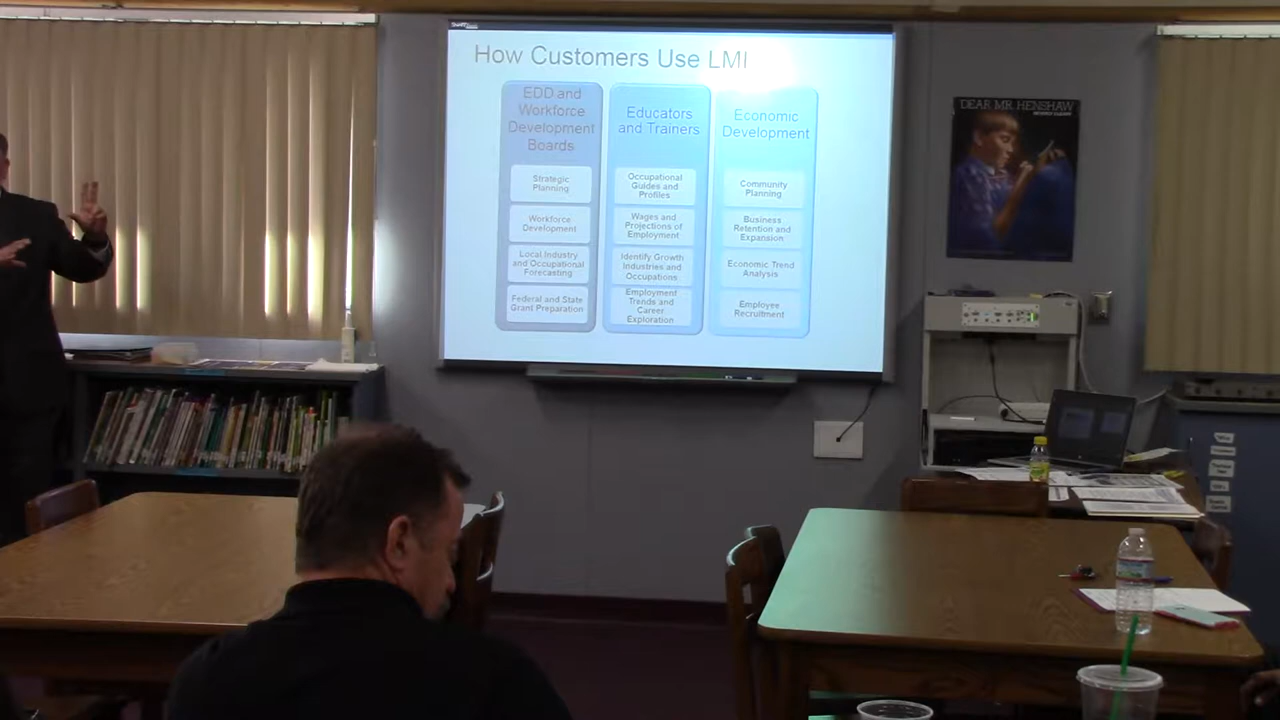 SMART
How Customers Use LMI
EDD and
Workforce
Development
Boards
Strategic
Planning
Workforce
Development
Local Industry
and Occupational
Forecasting
Federal and State
Grant Preparation
Educators
and Trainers
Occupational
Guides and
Profiles
Wages and
Projections of
Employment
Identify Growth
Industries and
Occupations
Employment
Trends and
Career
Exploration
Economic
Development
Community
Planning
Business
Retention and
Expansion
Economic Trend
Analysis
Employee
Recruitment
DEAR MR. HENSHAW
BEVERLY CLEARY